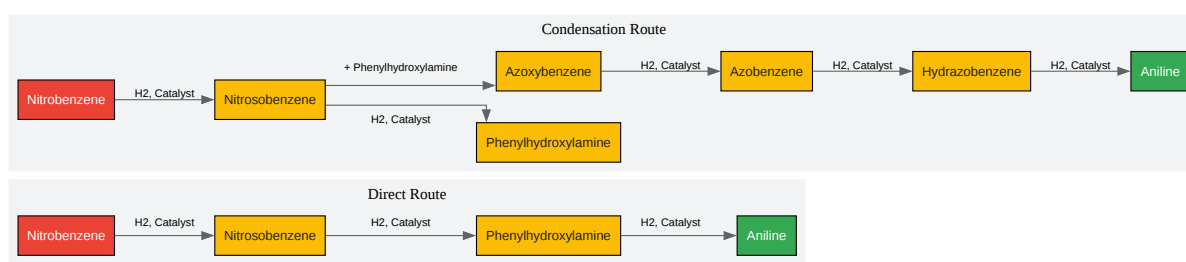 Condensation Route
+ Phenylhydroxylamine
Azoxybenzene
H2, Catalyst
Azobenzene
H2, Catalyst
Hydrazobenzene
H2, Catalyst
Aniline
Nitrobenzene
H2, Catalyst
Nitrosobenzene
H2, Catalyst
Phenylhydroxylamine
Direct Route
Nitrobenzene
H2, Catalyst
Nitrosobenzene
H2, Catalyst
Phenylhydroxylamine
H2, Catalyst
Aniline